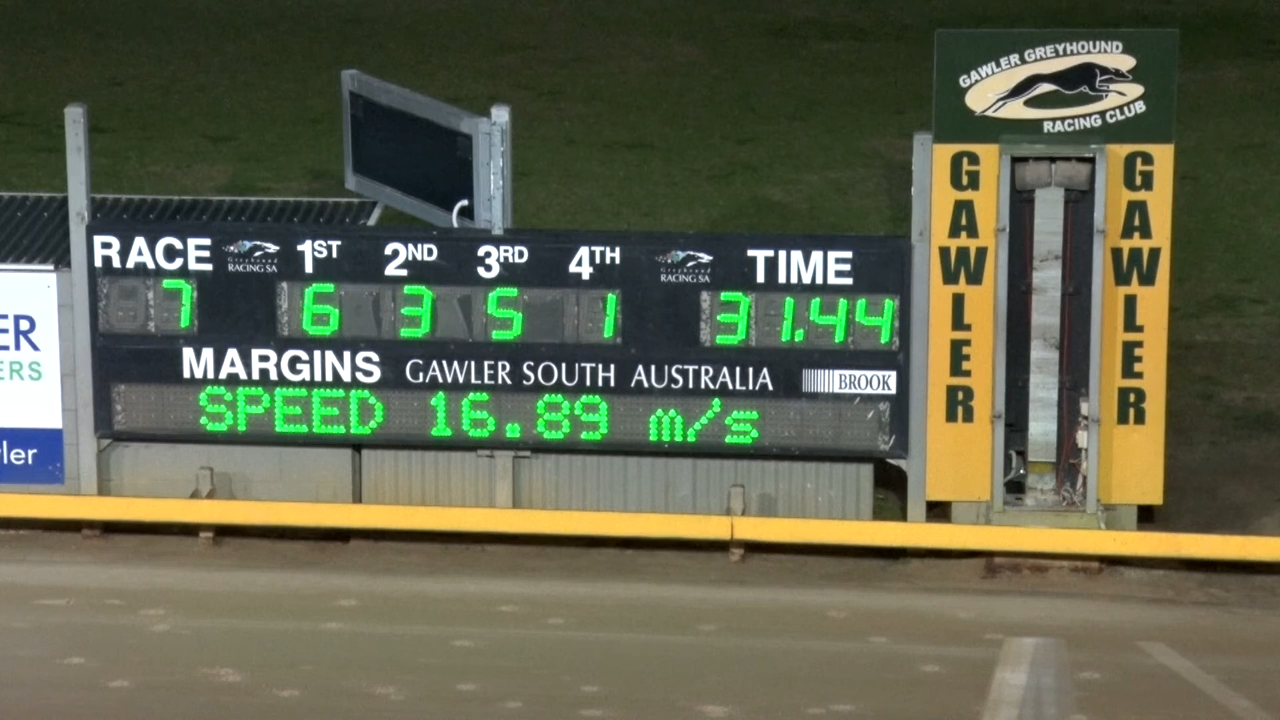 GAWLER GREYHOUND
RACING CLUB
GAWLER
GAWLER
RACE
Greyhound
RACING SA
1ST
2ND
3RD
4TH
Greyhound
RACING SA
TIME
7
6
3
5
1
31.44
MARGINS
GAWLER SOUTH AUSTRALIA
BROOK
SPEED 16.89 m/s
ER
ERS
ler